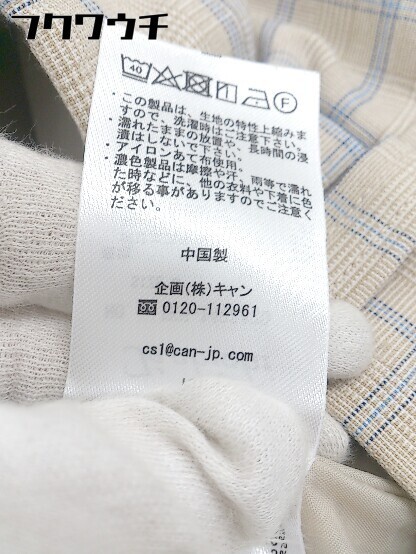 フクワウチ
40
F
・この製品は、生地の特性上縮みま
すので、洗濯時はご注意下さい。
・濡れたままの放置や、長時間の浸
漬はしないで下さい。
・アイロンあて布使用。
・濃色製品は摩擦や汗、雨等で濡れ
た時などに、他の衣料や下着に色
が移る事がありますのでご注意く
ださい。
中国製
企画(株)キャン
0120-112961
cs1@can-jp.com